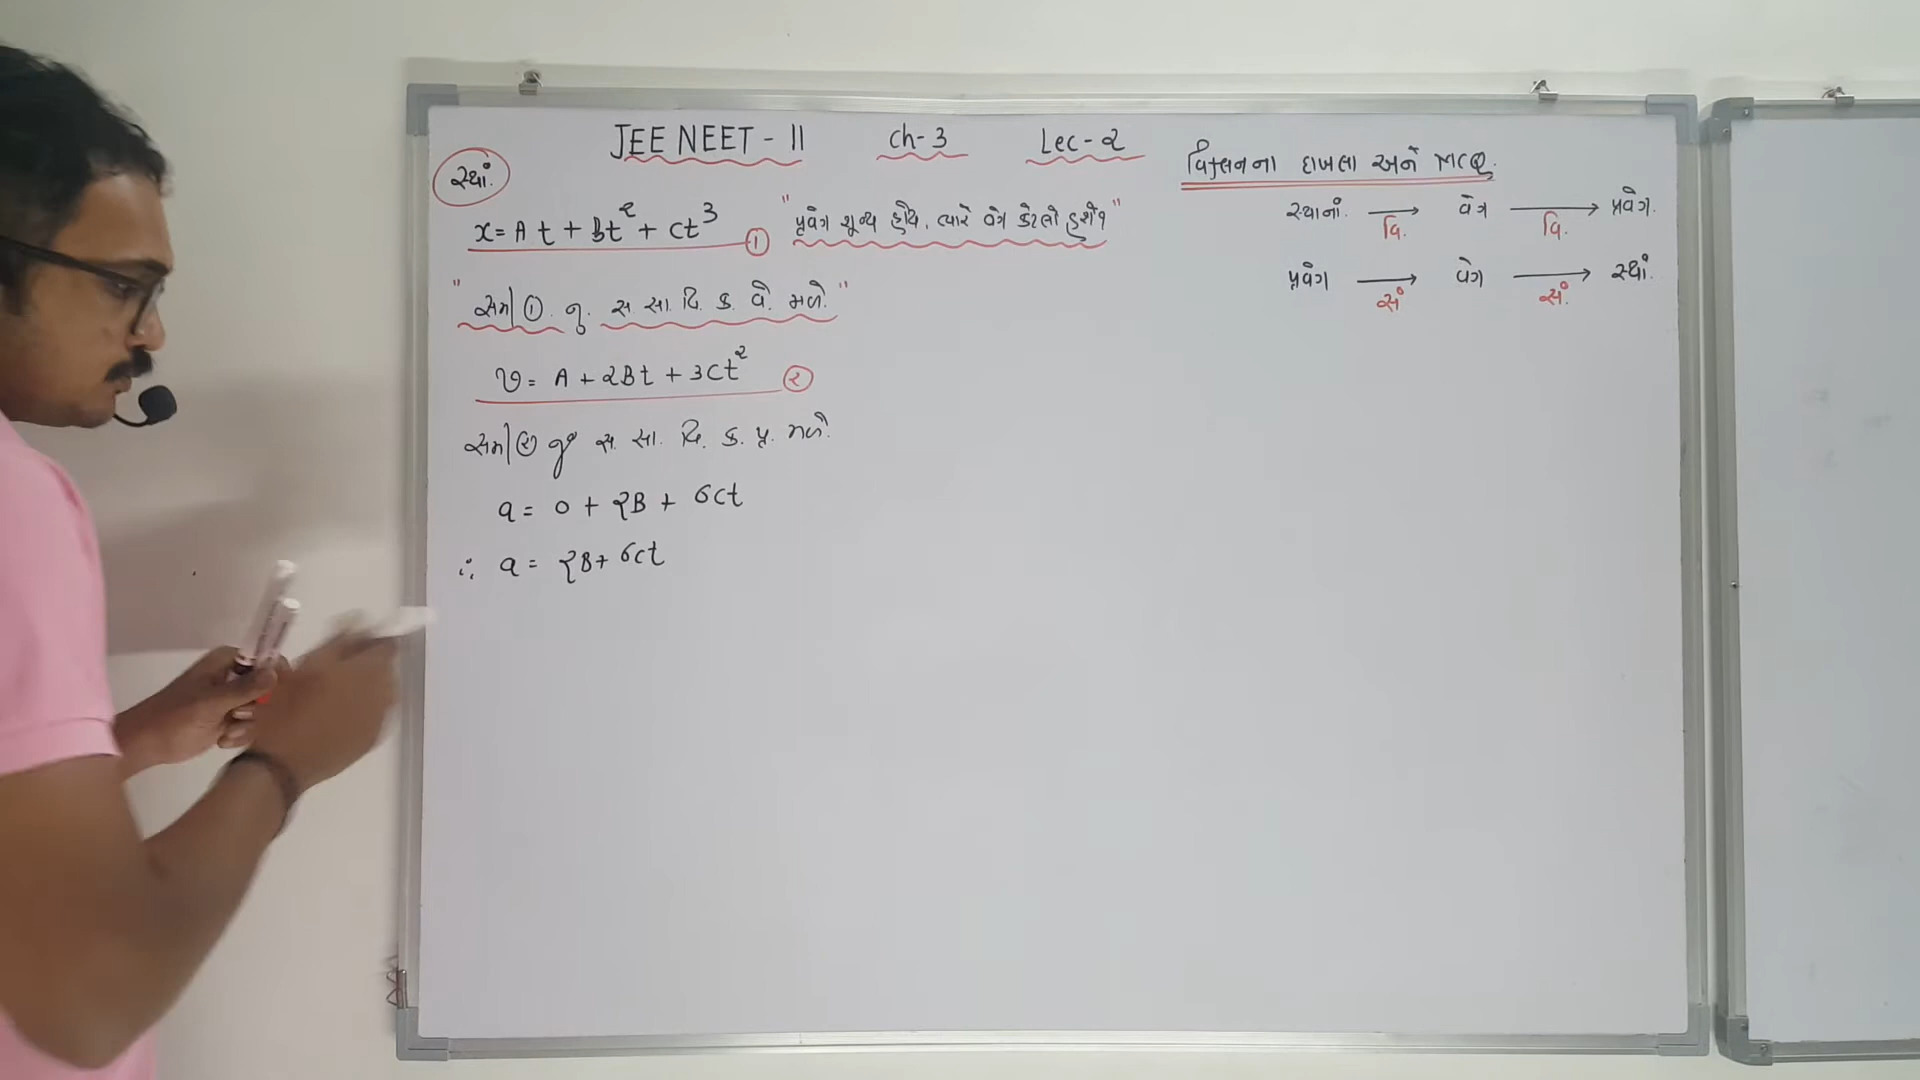 JEE NEET - 11 Ch-3 Lec-૨
સ્થાં.
x = At + Bt² + Ct³ ① "પ્રવેગ શૂન્ય હોય, ત્યારે વેગ કેટલો હશે?"
"સમી ① નુ સ. સા. વિ. ક. વે. મળે."
v = A + 2Bt + 3Ct² ②
સમી ② નુ સ. સા. વિ. ક. પ્ર. મળે.
a = 0 + 2B + 6Ct
∴ a = 2B + 6Ct
વિકલનના દાખલા અને MCQ.
સ્થાનાં. → વેગ → પ્રવેગ.
વિ. વિ.
પ્રવેગ → વેગ → સ્થાં.
સં સં.